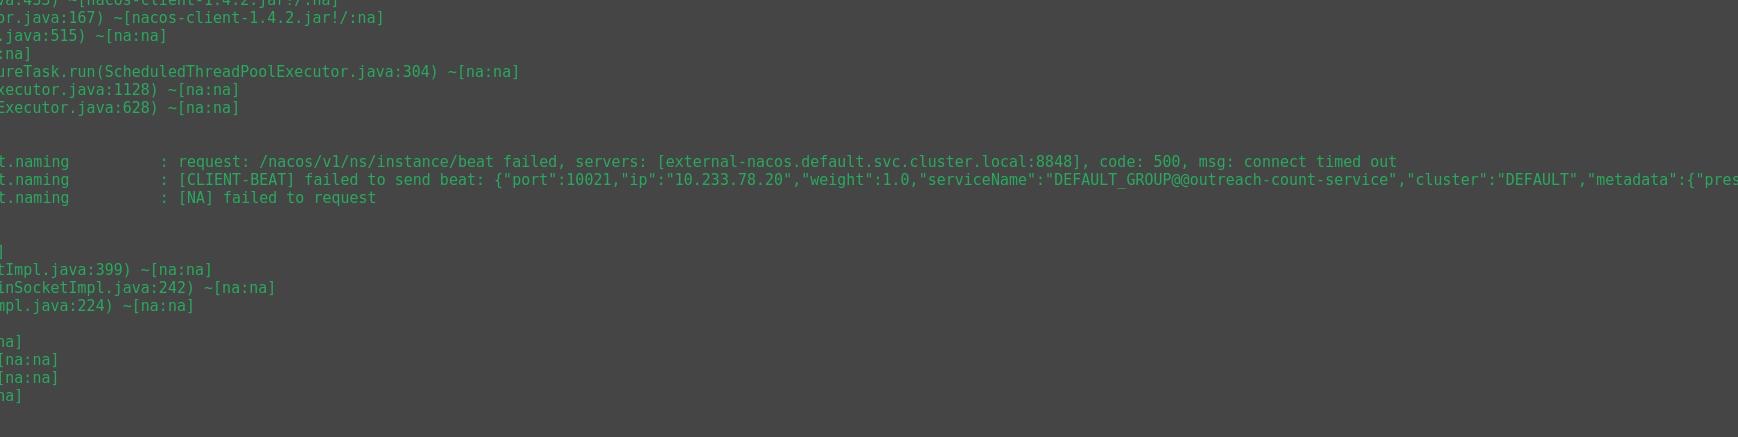 va:455) ~[nacos-client-1.4.2.jar!/:na]
or.java:167) ~[nacos-client-1.4.2.jar!/:na]
.java:515) ~[na:na]
:na]
ureTask.run(ScheduledThreadPoolExecutor.java:304) ~[na:na]
xecutor.java:1128) ~[na:na]
Executor.java:628) ~[na:na]
t.naming : request: /nacos/v1/ns/instance/beat failed, servers: [external-nacos.default.svc.cluster.local:8848], code: 500, msg: connect timed out
t.naming : [CLIENT-BEAT] failed to send beat: {"port":10021,"ip":"10.233.78.20","weight":1.0,"serviceName":"DEFAULT_GROUP@@outreach-count-service","cluster":"DEFAULT","metadata":{"pres
t.naming : [NA] failed to request
]
tImpl.java:399) ~[na:na]
inSocketImpl.java:242) ~[na:na]
mpl.java:224) ~[na:na]
na]
[na:na]
[na:na]
na]